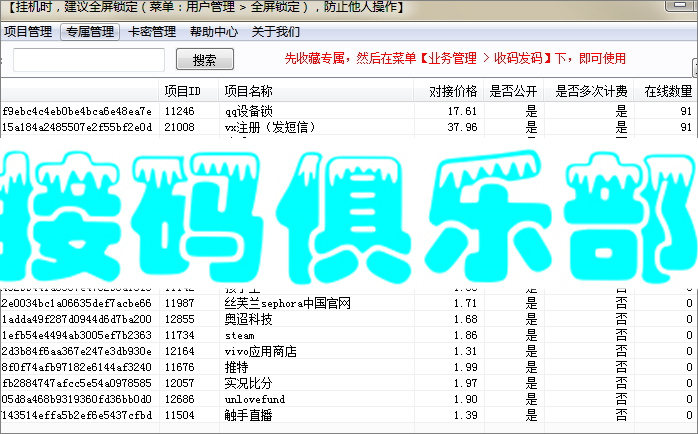 【挂机时，建议全屏锁定（菜单：用户管理 > 全屏锁定），防止他人操作】
项目管理 专属管理 卡密管理 帮助中心 关于我们
搜索 先收藏专属，然后在菜单【业务管理 > 收码发码】下，即可使用
项目ID 项目名称 对接价格 是否公开 是否多次计费 在线数量
f9ebc4c4eb0be4bca6e48ea7e 11246 qq设备锁 17.61 是 是 91
15a184a2485507e2f55bf2e0d 21008 vx注册（发短信） 37.96 是 是 91
接码俱乐部
2e0034bc1a06635def7acbe66 11987 丝芙兰sephora中国官网 1.71 是 否 0
1adda49f287d0944d6d7ba200 12855 奥迢科技 1.68 是 否 0
1efb54e4494ab3005ef7b2363 11734 steam 1.86 是 否 0
2d3b84f6aa367e247e3db930e 12164 vivo应用商店 1.31 是 否 0
8f0f74afb97182e6144af3240 11676 推特 1.99 是 否 0
fb2884747afcc5e54a0978585 12057 实况比分 1.97 是 否 0
05d8a468b9319360fd36bb0d0 12686 unlovefund 1.90 是 否 0
143514effa5b2ef6e5437cfbd 11504 触手直播 1.39 是 否 0